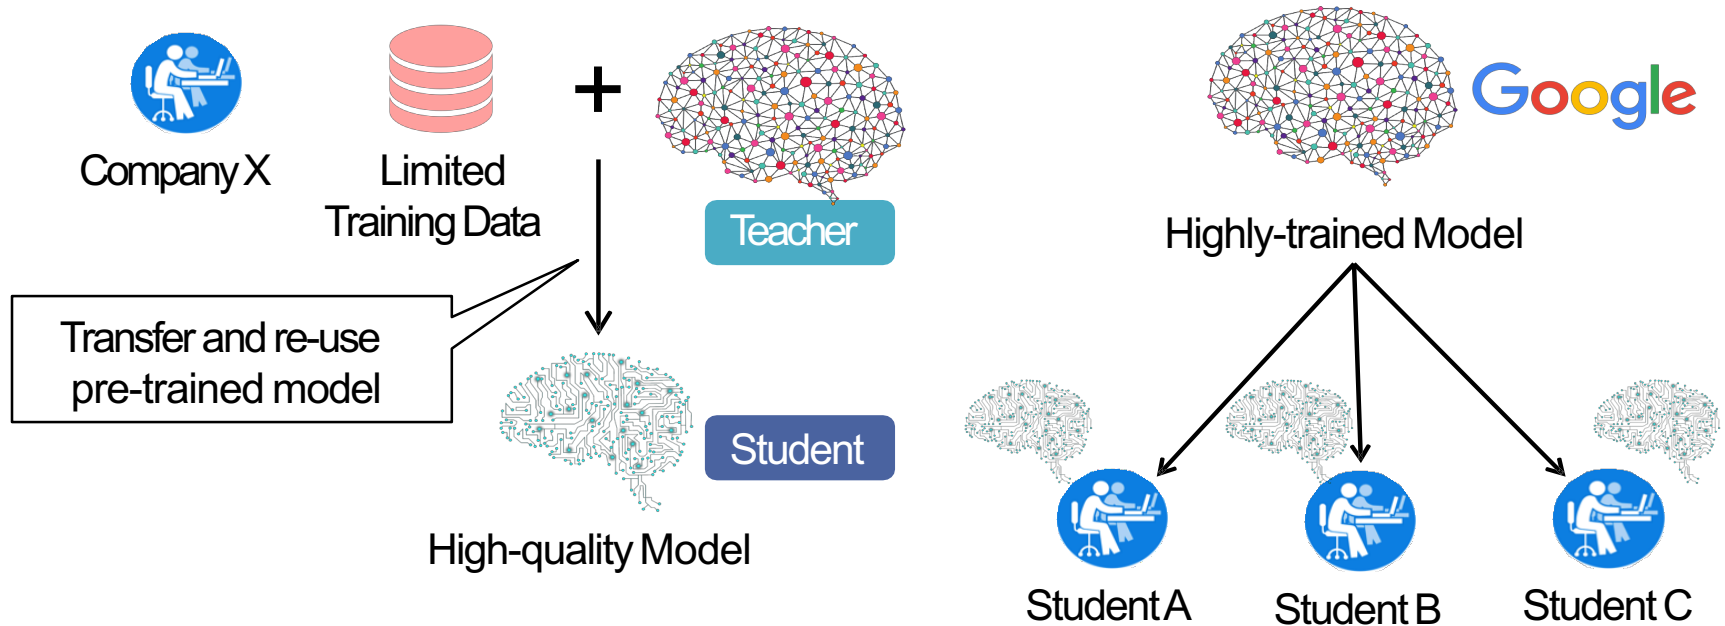 Company X
Limited
Training Data
+
Teacher
Transfer and re-use
pre-trained model
Student
High-quality Model
Google
Highly-trained Model
Student A
Student B
Student C